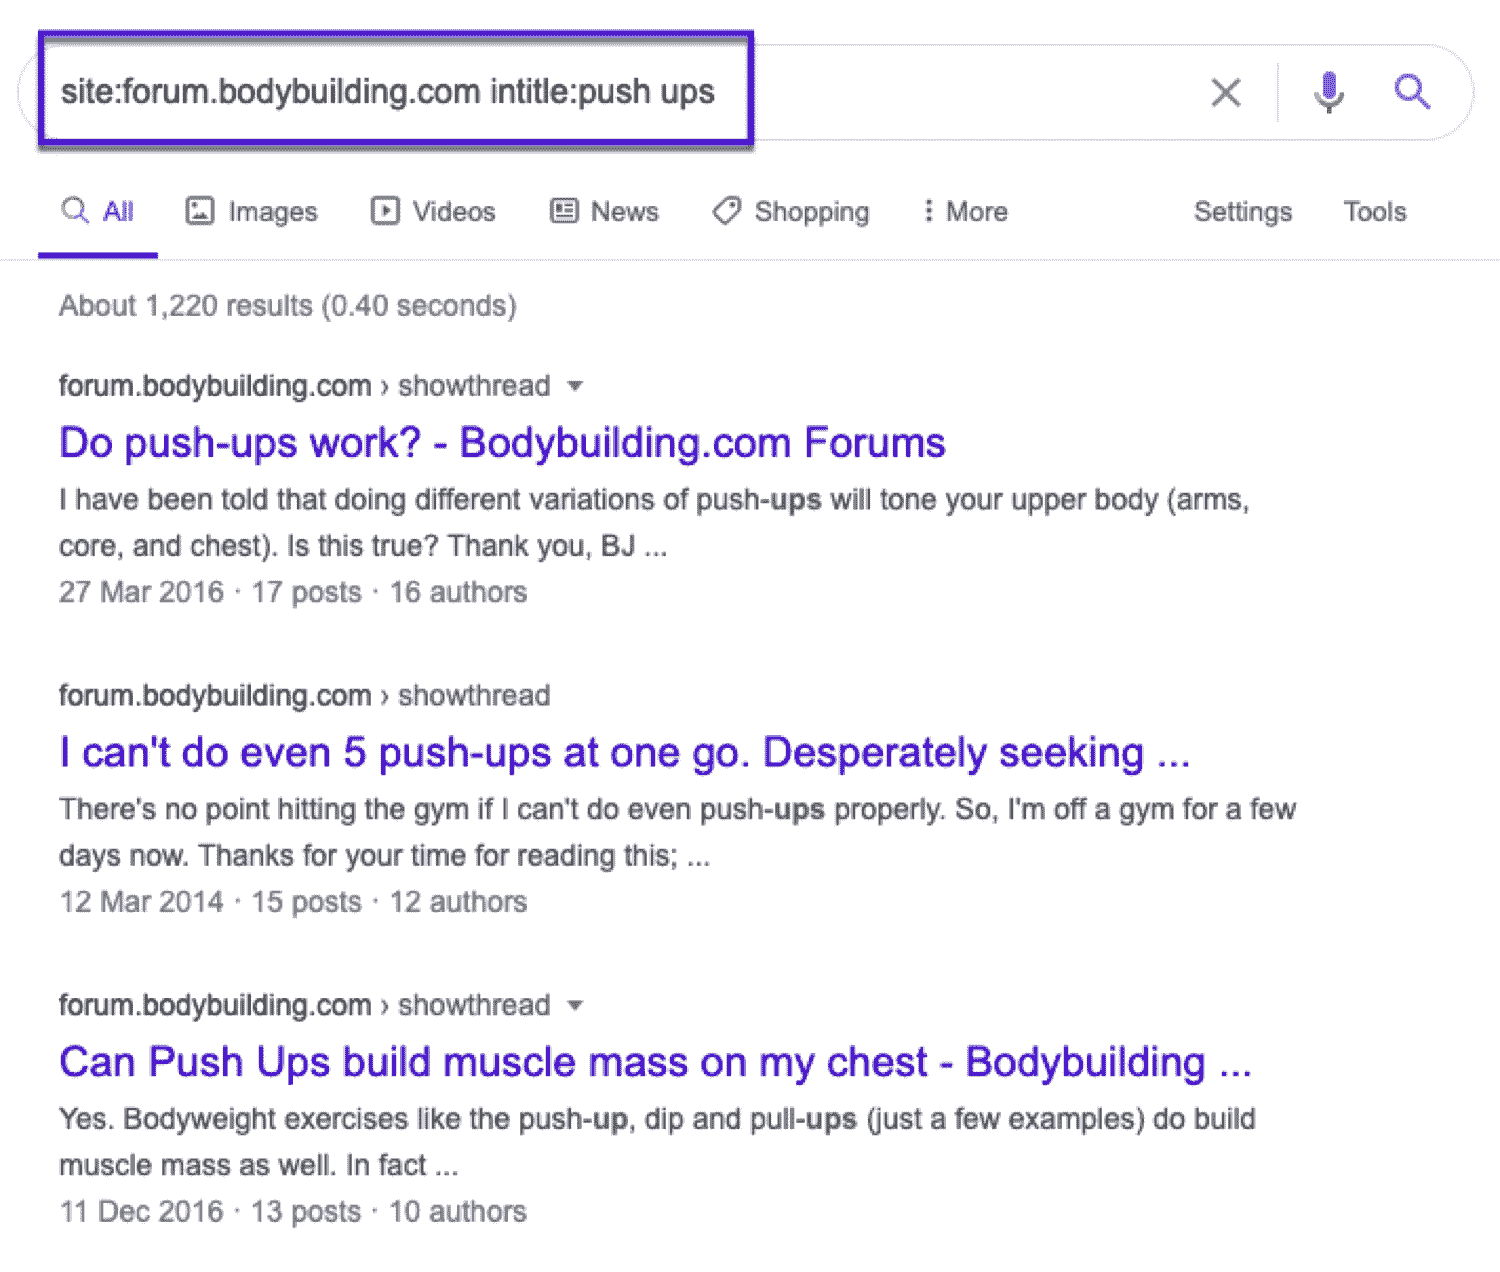 site:forum.bodybuilding.com intitle:push ups
All Images Videos News Shopping More Settings Tools
About 1,220 results (0.40 seconds)
forum.bodybuilding.com › showthread
Do push-ups work? - Bodybuilding.com Forums
I have been told that doing different variations of push-ups will tone your upper body (arms,
core, and chest). Is this true? Thank you, BJ ...
27 Mar 2016 · 17 posts · 16 authors
forum.bodybuilding.com › showthread
I can't do even 5 push-ups at one go. Desperately seeking ...
There's no point hitting the gym if I can't do even push-ups properly. So, I'm off a gym for a few
days now. Thanks for your time for reading this; ...
12 Mar 2014 · 15 posts · 12 authors
forum.bodybuilding.com › showthread
Can Push Ups build muscle mass on my chest - Bodybuilding ...
Yes. Bodyweight exercises like the push-up, dip and pull-ups (just a few examples) do build
muscle mass as well. In fact ...
11 Dec 2016 · 13 posts · 10 authors